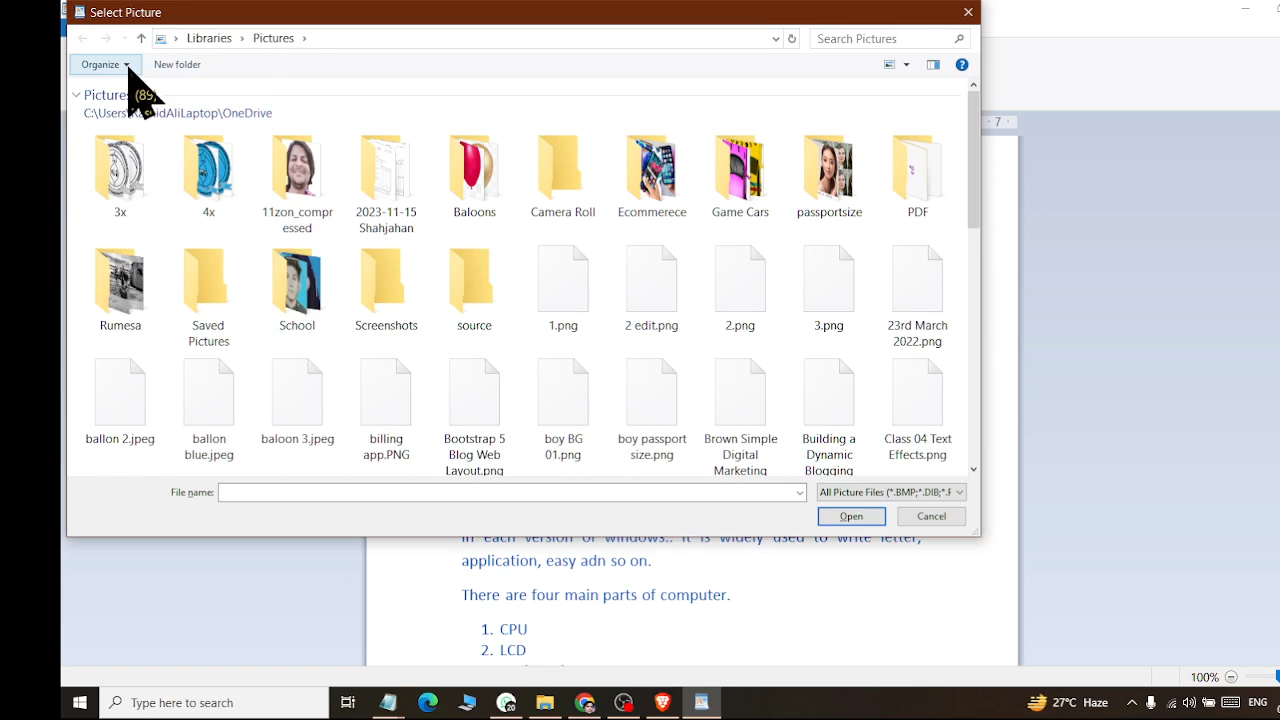 Select Picture
Libraries > Pictures >
Search Pictures
Organize
New folder
Pictures (89)
7
3x
4x
11zon_compr
essed
2023-11-15
Shahjahan
Baloons
Camera Roll
Ecommerece
Game Cars
passportsize
PDF
Rumesa
Saved
Pictures
School
Screenshots
source
1.png
2 edit.png
2.png
3.png
23rd March
2022.png
ballon 2.jpeg
ballon
blue.jpeg
baloon 3.jpeg
billing
app.PNG
Bootstrap 5
Blog Web
Layout.png
boy BG
01.png
boy passport
size.png
Brown Simple
Digital
Marketing
Building a
Dynamic
Blogging
Class 04 Text
Effects.png
File name:
All Picture Files (*.BMP;*.DIB;*.F
Open
Cancel
in each version of windows.. It is widely used to write letter,
application, easy adn so on.
There are four main parts of computer.
1. CPU
2. LCD
100%
Type here to search
20
27°C Haze
ENG